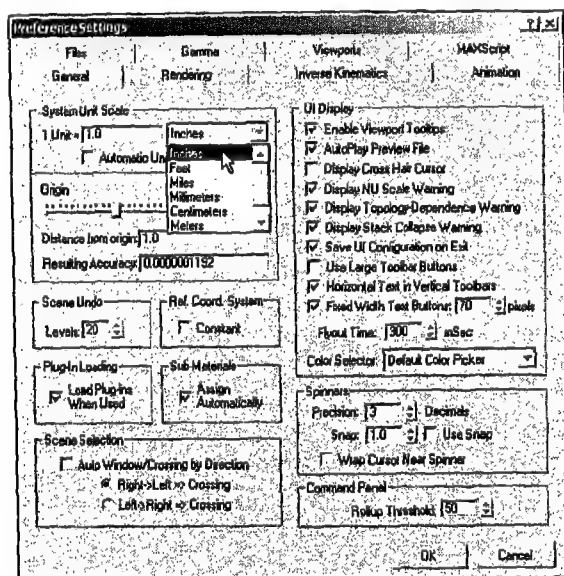 Preference Settings
Files
Gamma
Viewports
MAXScript
General
Rendering
Inverse Kinematics
Animation
System Unit Scale
1 Unit = 1.0
Inches
Automatic Un
Inches
Feet
Miles
Millimeters
Centimeters
Meters
Origin
Distance from origin: 1.0
Resulting Accuracy: 0.0000001192
Scene Undo
Levels: 20
Ref. Coord. System
Constant
Plug-In Loading
Load Plug-ins
When Used
Sub-Materials
Assign
Automatically
Scene Selection
Auto Window/Crossing by Direction
Right->Left => Crossing
Left->Right => Crossing
UI Display
Enable Viewport Tooltips
AutoPlay Preview File
Display Cross Hair Cursor
Display NU Scale Warning
Display Topology-Dependence Warning
Display Stack Collapse Warning
Save UI Configuration on Exit
Use Large Toolbar Buttons
Horizontal Text in Vertical Toolbars
Fixed Width Text Buttons: 70 pixels
Flyout Time: 300 mSec
Color Selector: Default Color Picker
Spinners
Precision: 3 Decimals
Snap: 1.0 Use Snap
Wrap Cursor Near Spinner
Command Panel
Rollup Threshold: 50
OK
Cancel